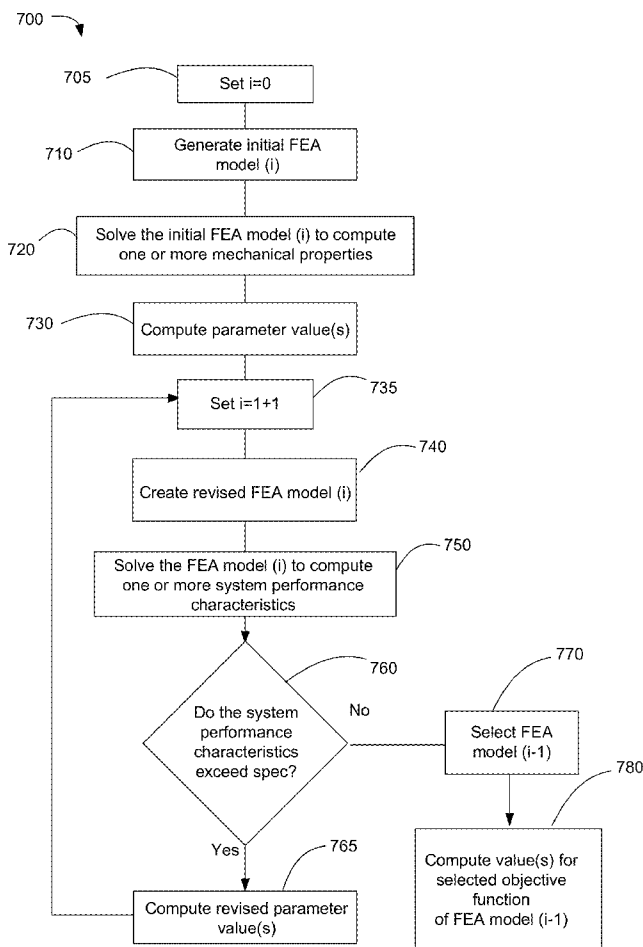 700
705
Set i=0
710
Generate initial FEA
model (i)
720
Solve the initial FEA model (i) to compute
one or more mechanical properties
730
Compute parameter value(s)
735
Set i=1+1
740
Create revised FEA model (i)
750
Solve the FEA model (i) to compute
one or more system performance
characteristics
760
Do the system
performance
characteristics
exceed spec?
No
770
Select FEA
model (i-1)
780
Compute value(s) for
selected objective
function
of FEA model (i-1)
Yes
765
Compute revised parameter
value(s)